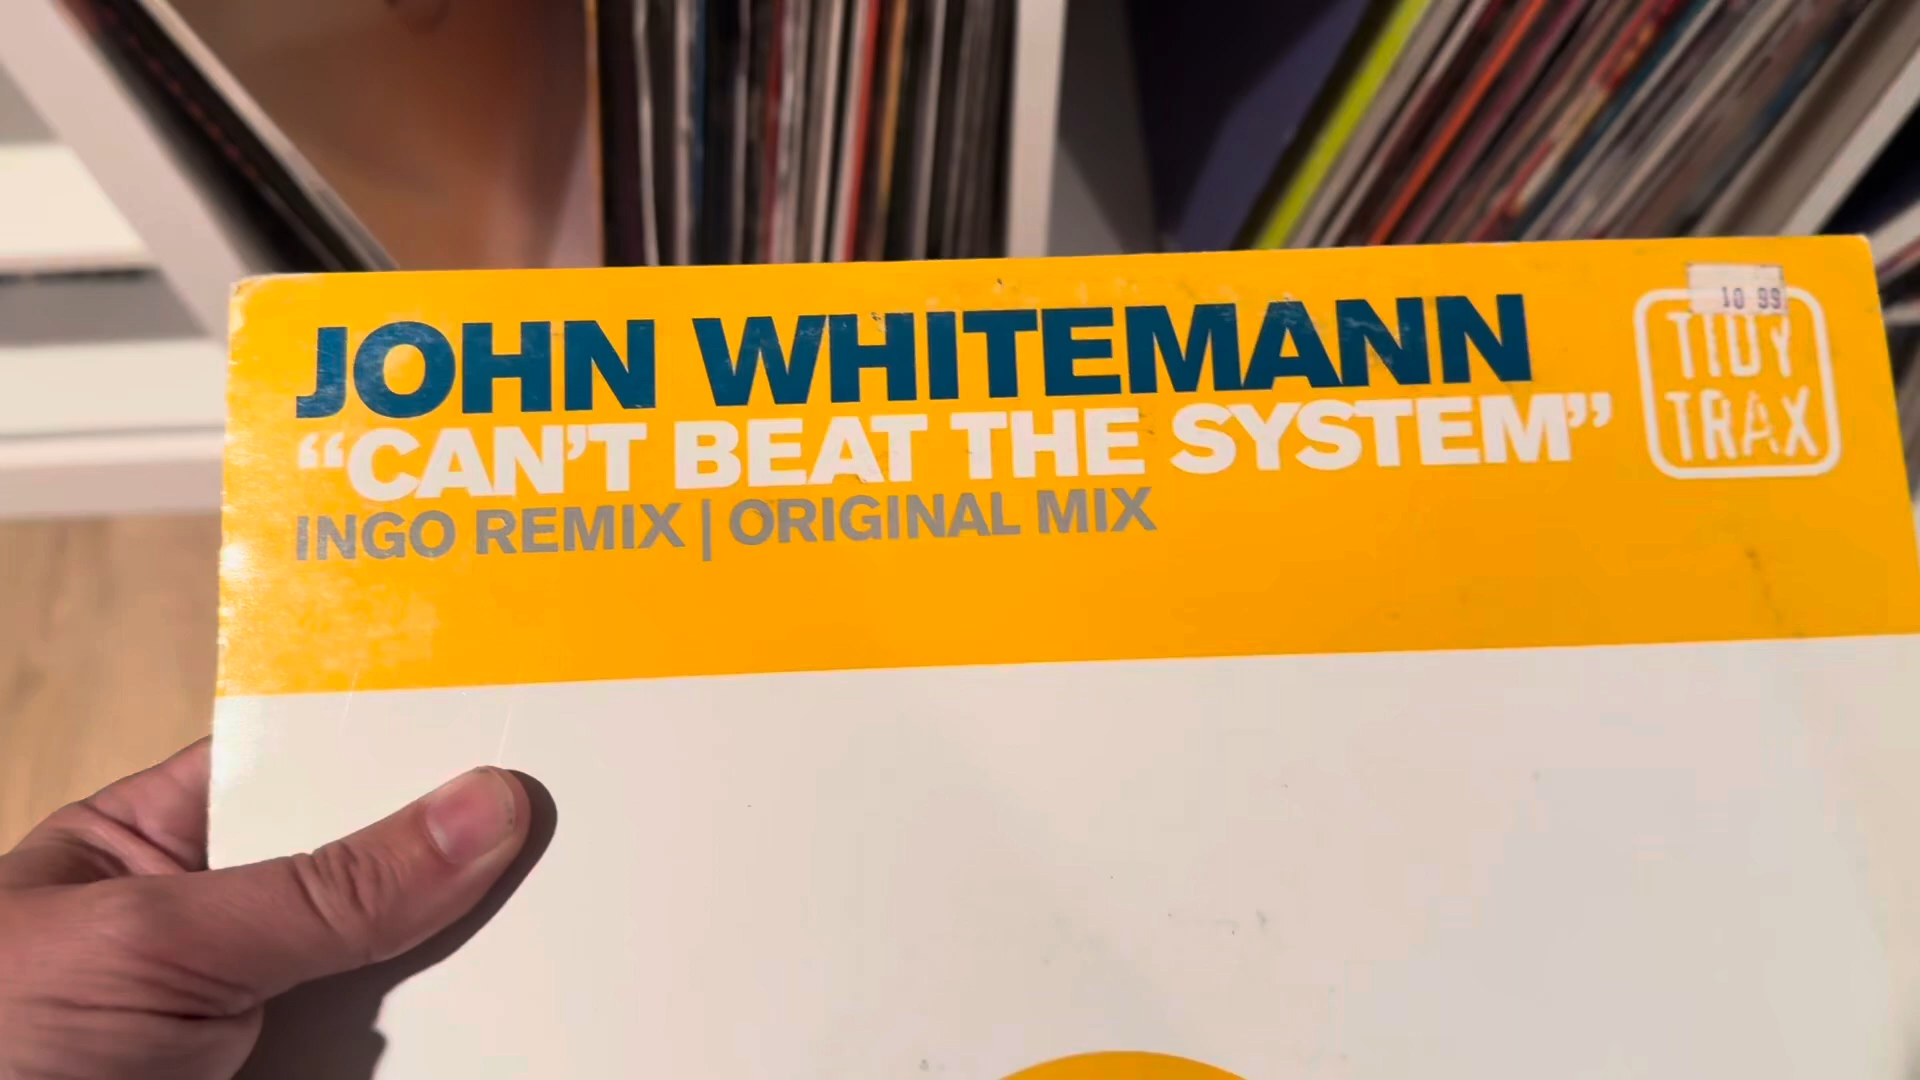 JOHN WHITEMANN
“CAN’T BEAT THE SYSTEM”
INGO REMIX | ORIGINAL MIX
10 99
TIDY
TRAX